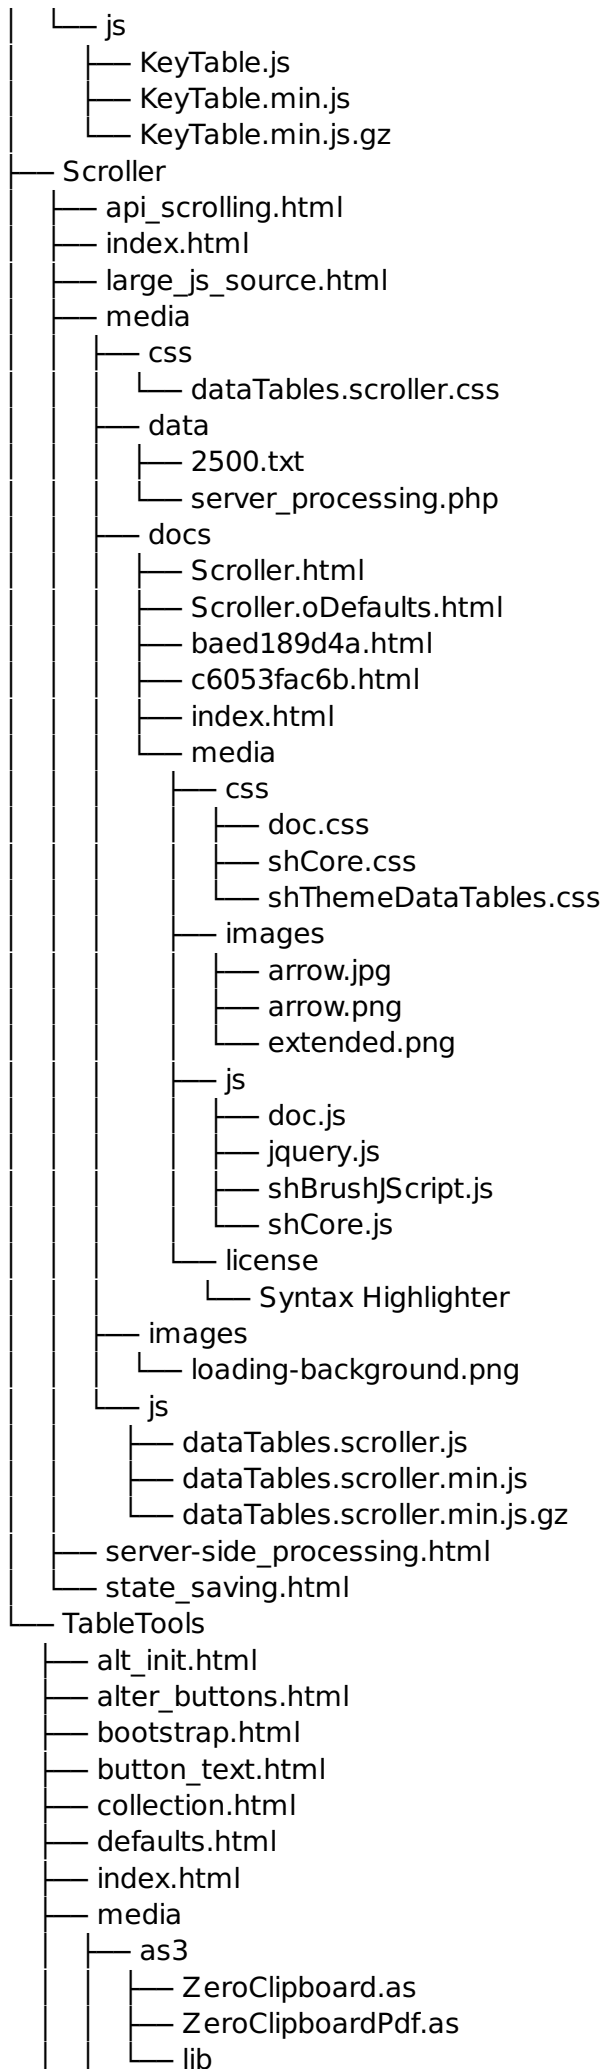 │   └── js
│       ├── KeyTable.js
│       ├── KeyTable.min.js
│       └── KeyTable.min.js.gz
├── Scroller
│   ├── api_scrolling.html
│   ├── index.html
│   ├── large_js_source.html
│   ├── media
│   │   ├── css
│   │   │   └── dataTables.scroller.css
│   │   ├── data
│   │   │   ├── 2500.txt
│   │   │   └── server_processing.php
│   │   ├── docs
│   │   │   ├── Scroller.html
│   │   │   ├── Scroller.oDefaults.html
│   │   │   ├── baed189d4a.html
│   │   │   ├── c6053fac6b.html
│   │   │   ├── index.html
│   │   │   └── media
│   │   │       ├── css
│   │   │       │   ├── doc.css
│   │   │       │   ├── shCore.css
│   │   │       │   └── shThemeDataTables.css
│   │   │       ├── images
│   │   │       │   ├── arrow.jpg
│   │   │       │   ├── arrow.png
│   │   │       │   └── extended.png
│   │   │       ├── js
│   │   │       │   ├── doc.js
│   │   │       │   ├── jquery.js
│   │   │       │   ├── shBrushJScript.js
│   │   │       │   └── shCore.js
│   │   │       └── license
│   │   │           └── Syntax Highlighter
│   │   ├── images
│   │   │   └── loading-background.png
│   │   └── js
│   │       ├── dataTables.scroller.js
│   │       ├── dataTables.scroller.min.js
│   │       └── dataTables.scroller.min.js.gz
│   ├── server-side_processing.html
│   └── state_saving.html
└── TableTools
    ├── alt_init.html
    ├── alter_buttons.html
    ├── bootstrap.html
    ├── button_text.html
    ├── collection.html
    ├── defaults.html
    ├── index.html
    ├── media
    │   ├── as3
    │   │   ├── ZeroClipboard.as
    │   │   ├── ZeroClipboardPdf.as
    │   │   └── lib